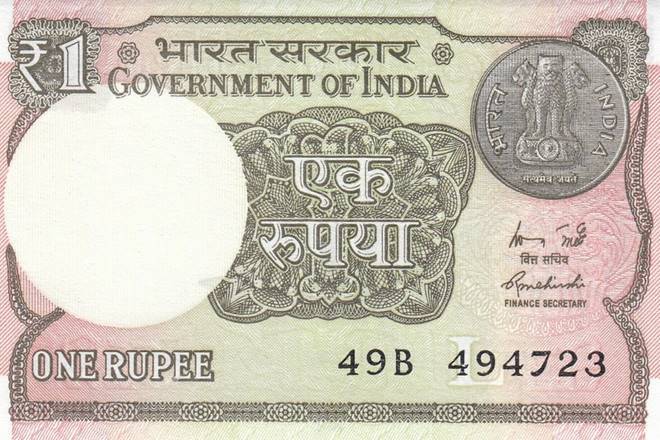 ₹1
भारत सरकार
GOVERNMENT OF INDIA
भारत INDIA
सत्यमेव जयते
एक
रुपया
वित्त सचिव
FINANCE SECRETARY
ONE RUPEE
L
49B 494723